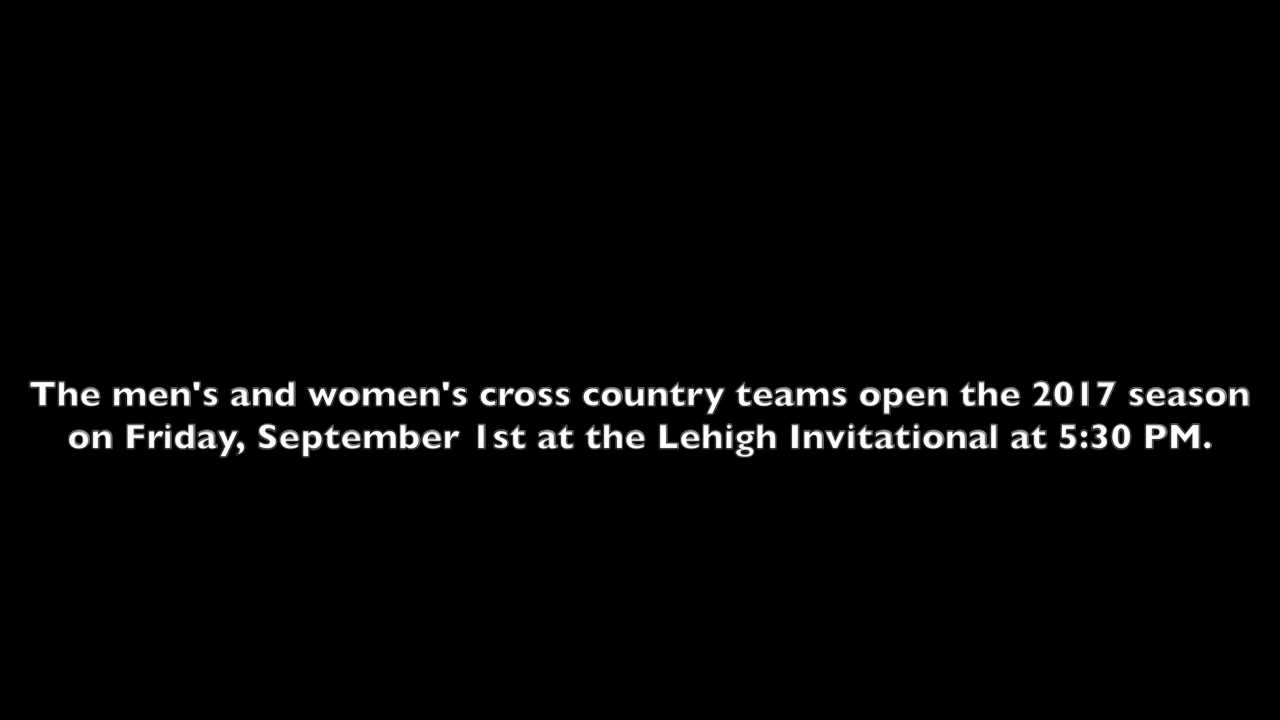 The men's and women's cross country teams open the 2017 season
on Friday, September 1st at the Lehigh Invitational at 5:30 PM.